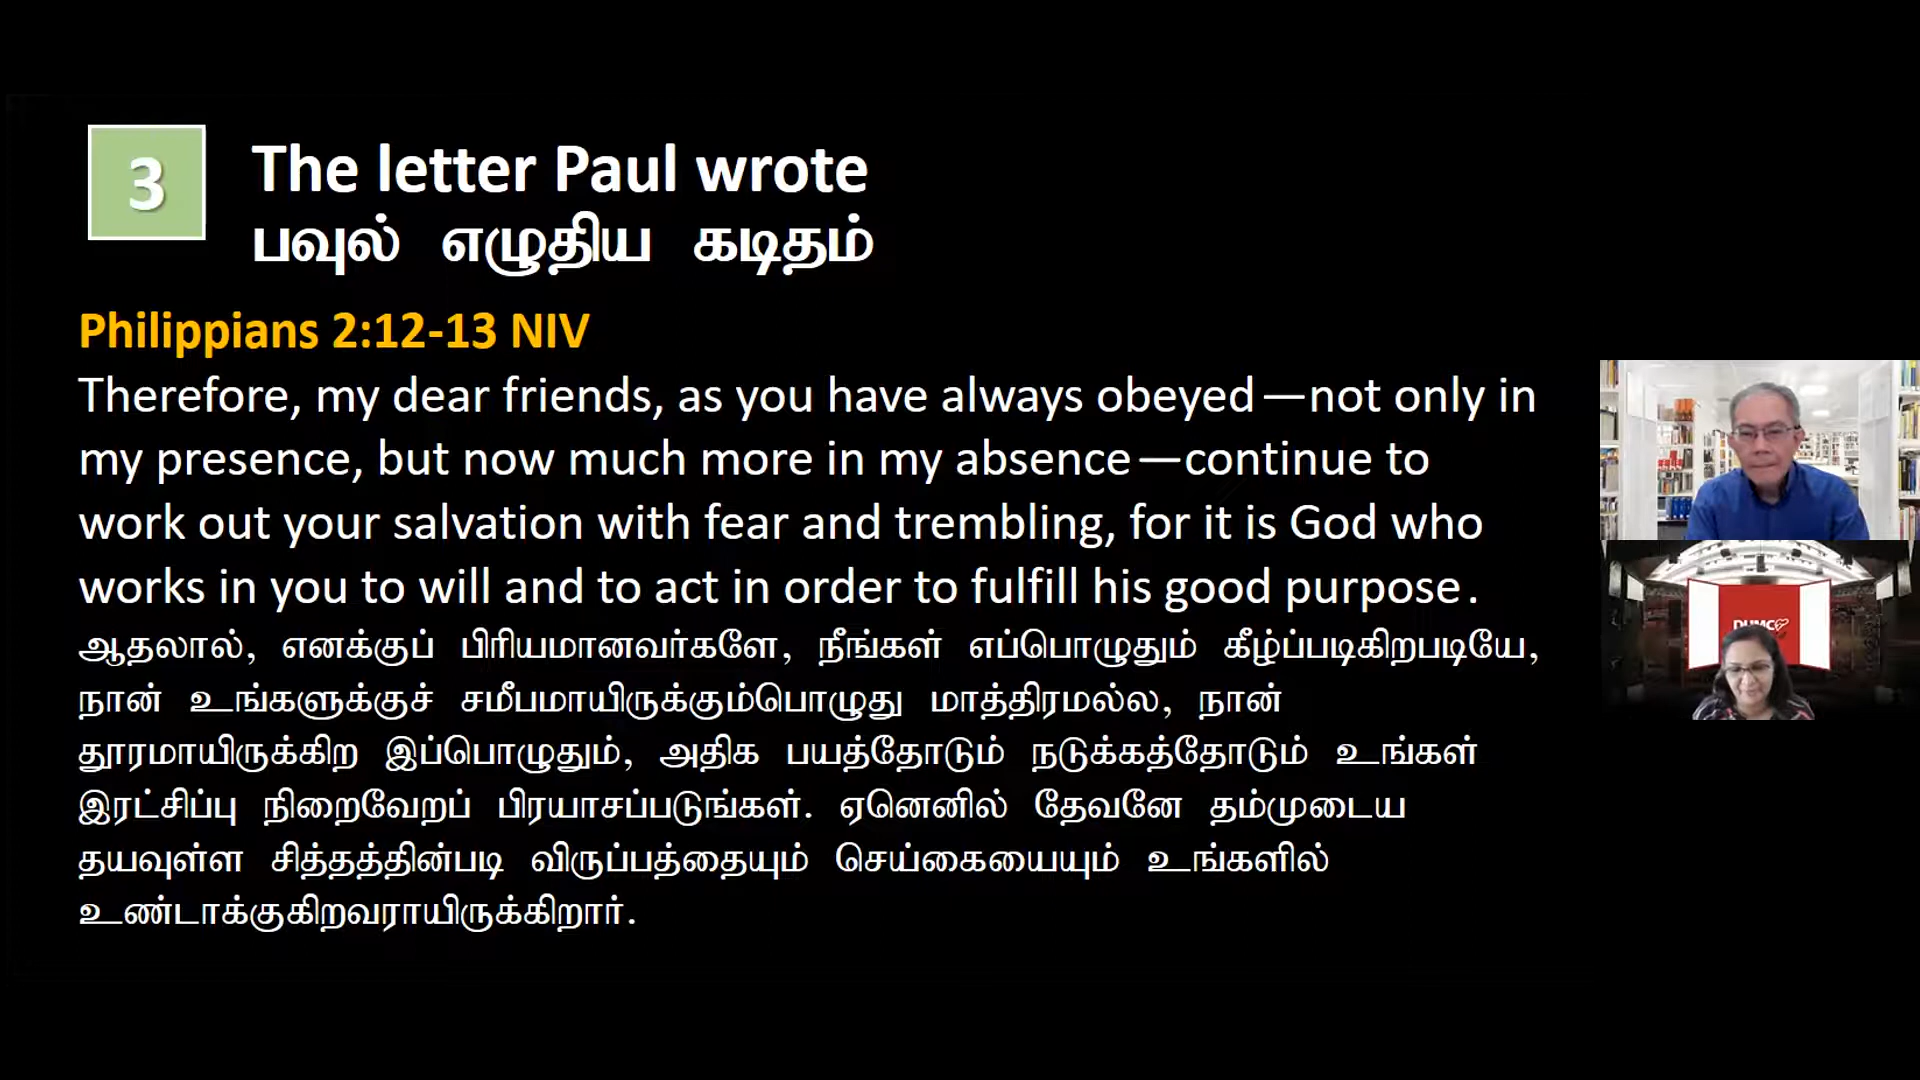 3
The letter Paul wrote
பவுல் எழுதிய கடிதம்
Philippians 2:12-13 NIV
Therefore, my dear friends, as you have always obeyed—not only in
my presence, but now much more in my absence—continue to
work out your salvation with fear and trembling, for it is God who
works in you to will and to act in order to fulfill his good purpose.
ஆதலால், எனக்குப் பிரியமானவர்களே, நீங்கள் எப்பொழுதும் கீழ்ப்படிகிறபடியே,
நான் உங்களுக்குச் சமீபமாயிருக்கும்பொழுது மாத்திரமல்ல, நான்
தூரமாயிருக்கிற இப்பொழுதும், அதிக பயத்தோடும் நடுக்கத்தோடும் உங்கள்
இரட்சிப்பு நிறைவேறப் பிரயாசப்படுங்கள். ஏனெனில் தேவனே தம்முடைய
தயவுள்ள சித்தத்தின்படி விருப்பத்தையும் செய்கையையும் உங்களில்
உண்டாக்குகிறவராயிருக்கிறார்.
DUMC